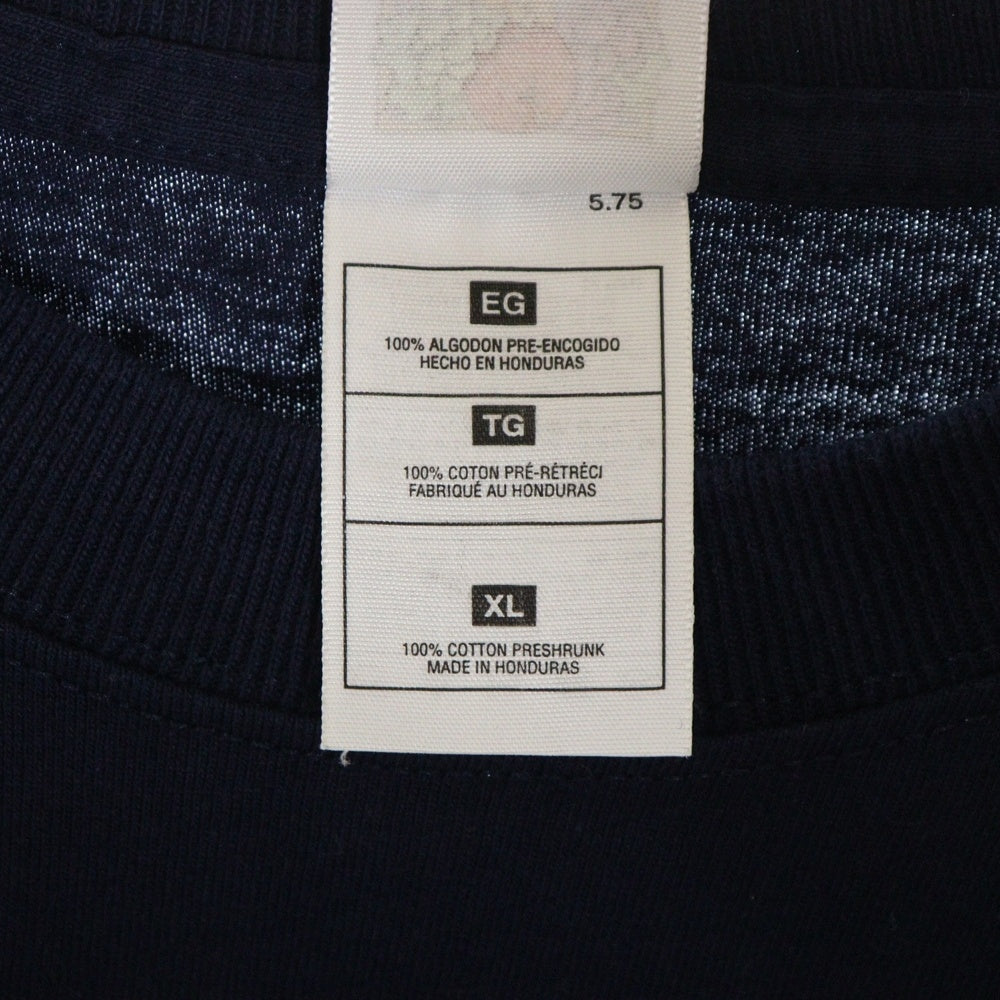 5.75
EG
100% ALGODON PRE-ENCOGIDO
HECHO EN HONDURAS
TG
100% COTON PRÉ-RÉTRÉCI
FABRIQUÉ AU HONDURAS
XL
100% COTTON PRESHRUNK
MADE IN HONDURAS